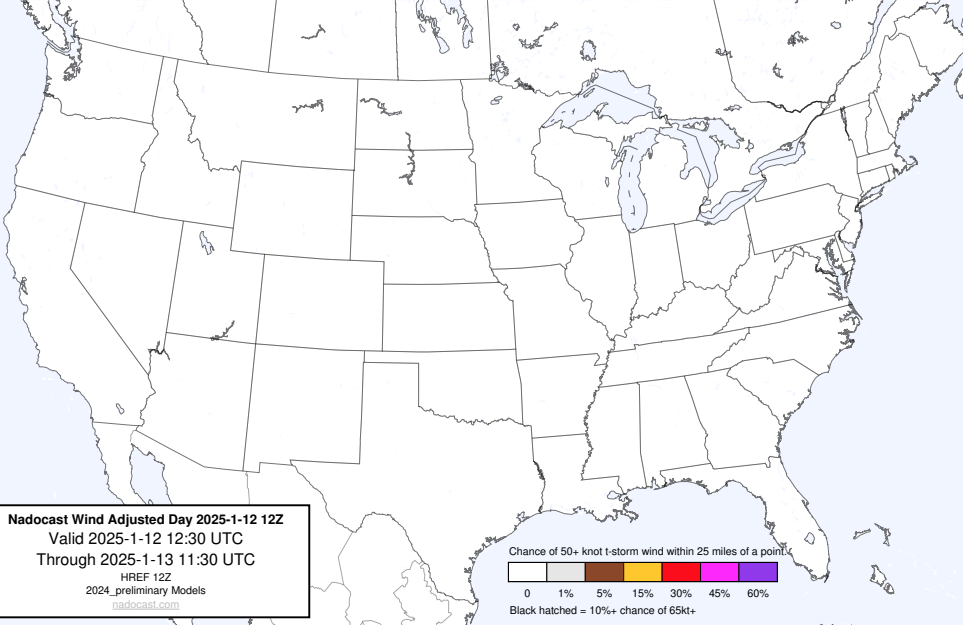 Nadocast Wind Adjusted Day 2025-1-12 12Z
Valid 2025-1-12 12:30 UTC
Through 2025-1-13 11:30 UTC
HREF 12Z
2024_preliminary Models
nadocast.com
Chance of 50+ knot t-storm wind within 25 miles of a point.
0 1% 5% 15% 30% 45% 60%
Black hatched = 10%+ chance of 65kt+